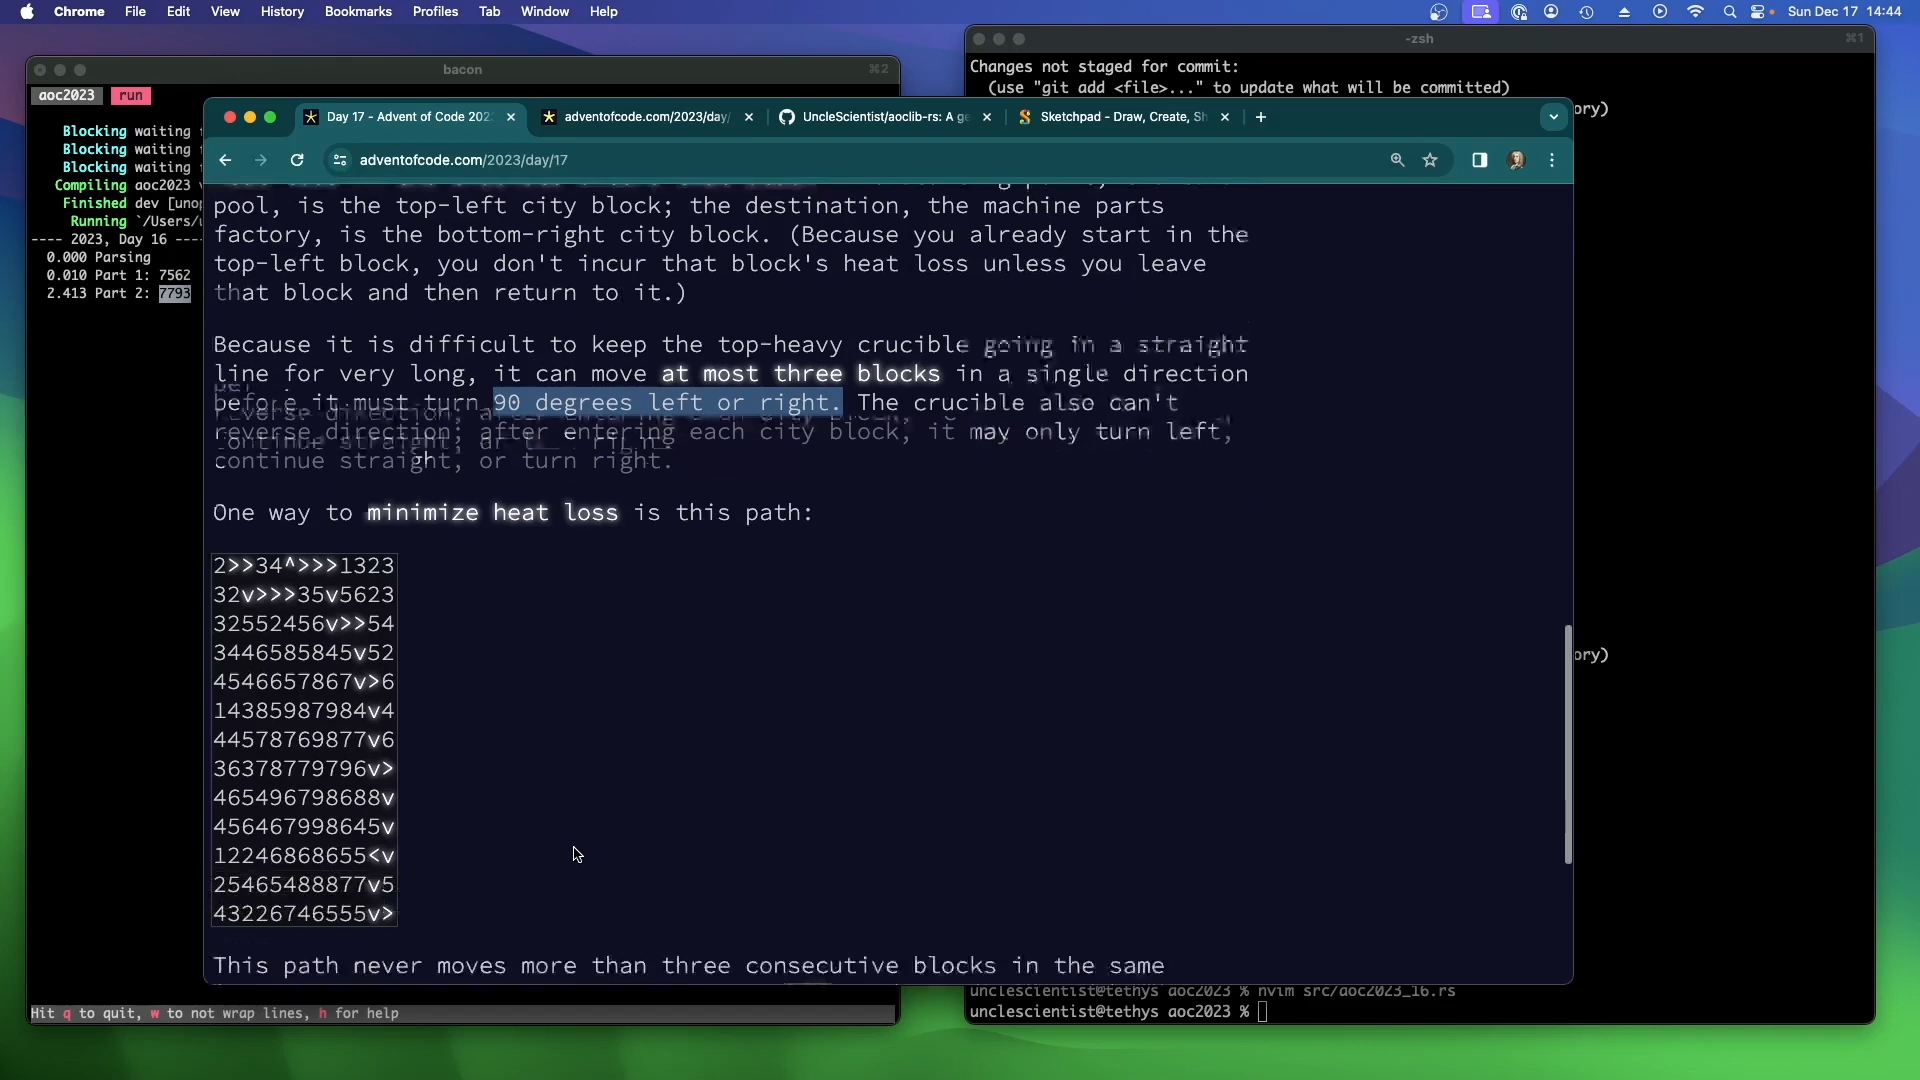 Chrome File Edit View History Bookmarks Profiles Tab Window Help
Sun Dec 17 14:44
bacon
⌘2
aoc2023 run
Blocking waiting
Blocking waiting
Blocking waiting
Compiling aoc2023
Finished dev [unop
Running `/Users/
---- 2023, Day 16 ----
0.000 Parsing
0.010 Part 1: 7562
2.413 Part 2: 7793
Hit q to quit, w to not wrap lines, h for help
-zsh
⌘1
Changes not staged for commit:
(use "git add <file>..." to update what will be committed)
ory)
ory)
unclescientist@tethys aoc2023 % nvim src/aoc2023_16.rs
unclescientist@tethys aoc2023 %
Day 17 - Advent of Code 202
adventofcode.com/2023/day/
UncleScientist/aoclib-rs: A ge
Sketchpad - Draw, Create, Sh
adventofcode.com/2023/day/17
pool, is the top-left city block; the destination, the machine parts
factory, is the bottom-right city block. (Because you already start in the
top-left block, you don't incur that block's heat loss unless you leave
that block and then return to it.)
Because it is difficult to keep the top-heavy crucible going in a straight
line for very long, it can move at most three blocks in a single direction
before it must turn 90 degrees left or right. The crucible also can't
reverse direction; after entering each city block, it may only turn left,
continue straight, or turn right.
One way to minimize heat loss is this path:
2>>34^>>>1323
32v>>>35v5623
32552456v>>54
3446585845v52
4546657867v>6
14385987984v4
44578769877v6
36378779796v>
465496798688v
456467998645v
12246868655<v
25465488877v5
43226746555v>
This path never moves more than three consecutive blocks in the same